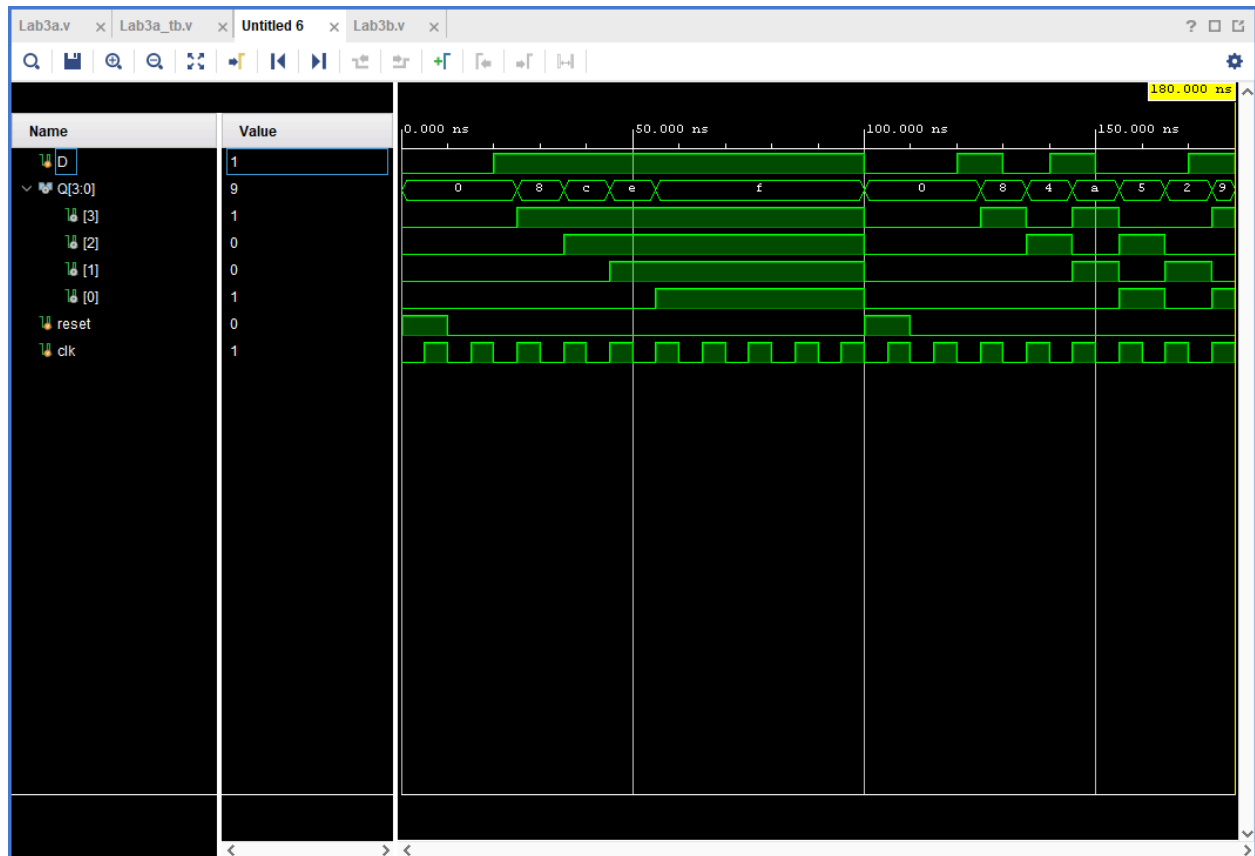 Lab3a.v × Lab3a_tb.v × Untitled 6 × Lab3b.v ×
180.000 ns
Name Value
0.000 ns 50.000 ns 100.000 ns 150.000 ns
D 1
Q[3:0] 9 0 8 c e f 0 8 4 a 5 2 9
[3] 1
[2] 0
[1] 0
[0] 1
reset 0
clk 1